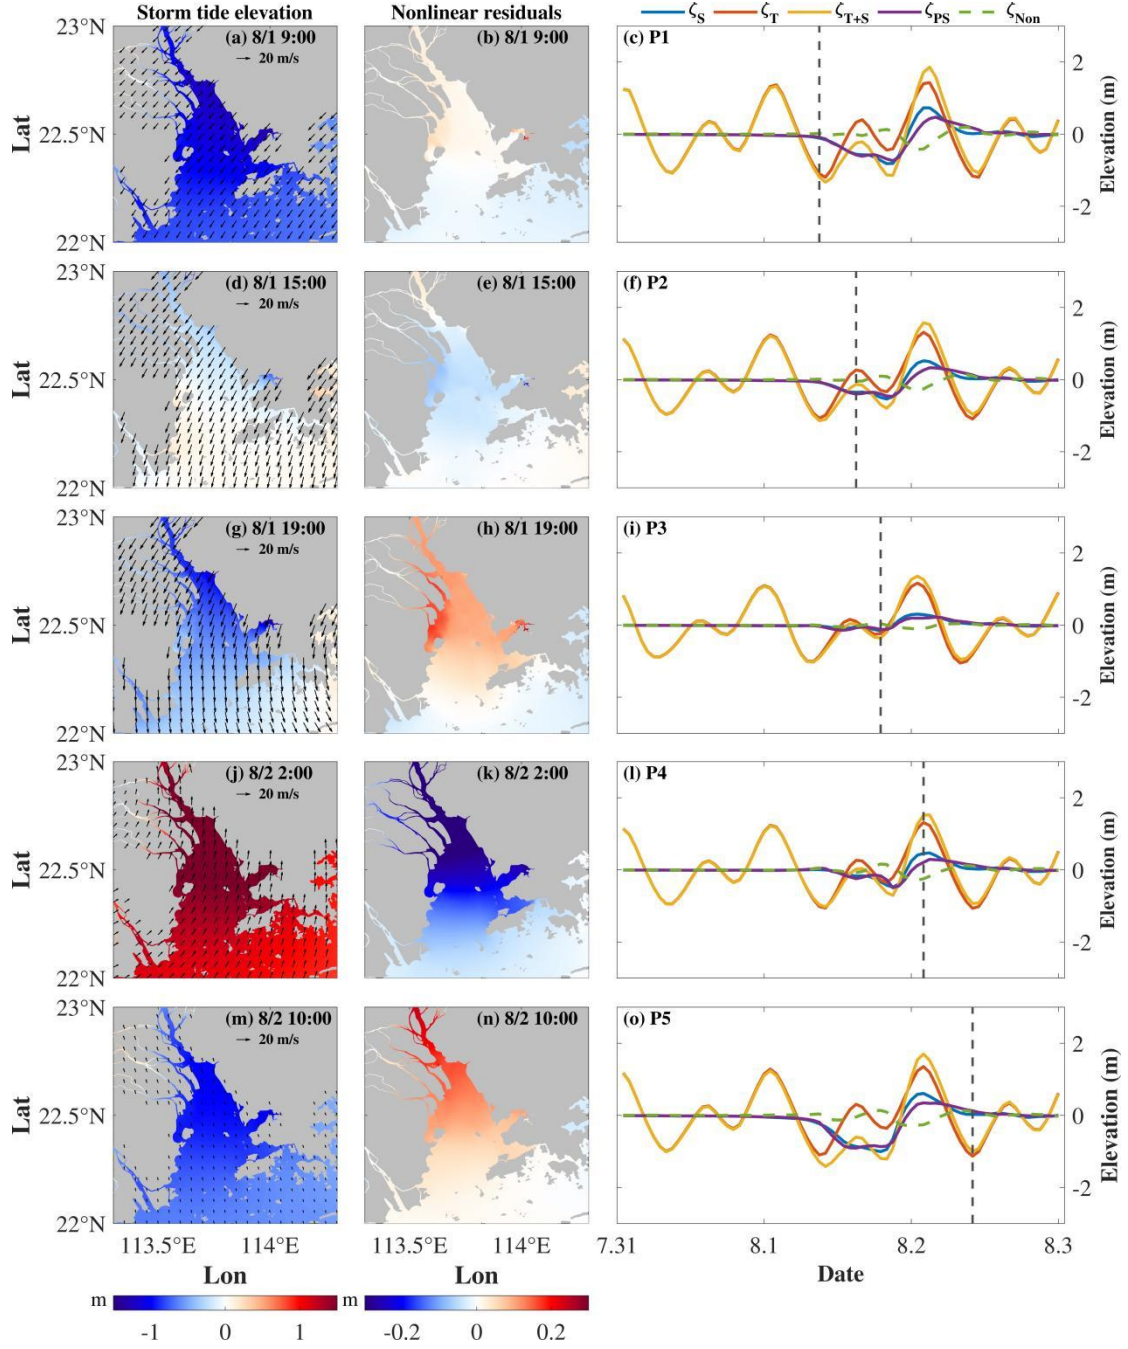 Storm tide elevation
Nonlinear residuals
ζS ζT ζT+S ζPS ζNon
23°N
22.5°N
22°N
Lat
(a) 8/1 9:00
20 m/s
(b) 8/1 9:00
(c) P1
2
0
-2
Elevation (m)
23°N
22.5°N
22°N
Lat
(d) 8/1 15:00
20 m/s
(e) 8/1 15:00
(f) P2
2
0
-2
Elevation (m)
23°N
22.5°N
22°N
Lat
(g) 8/1 19:00
20 m/s
(h) 8/1 19:00
(i) P3
2
0
-2
Elevation (m)
23°N
22.5°N
22°N
Lat
(j) 8/2 2:00
20 m/s
(k) 8/2 2:00
(l) P4
2
0
-2
Elevation (m)
23°N
22.5°N
22°N
Lat
(m) 8/2 10:00
20 m/s
(n) 8/2 10:00
(o) P5
2
0
-2
Elevation (m)
113.5°E 114°E
113.5°E 114°E
7.31 8.1 8.2 8.3
Lon
Lon
Date
m
-1 0 1
m
-0.2 0 0.2